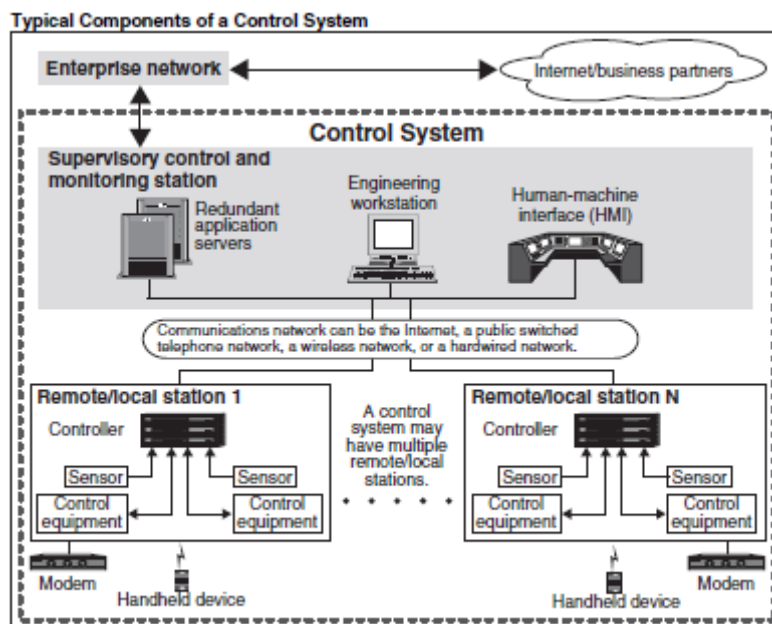 Typical Components of a Control System
Enterprise network
Internet/business partners
Control System
Supervisory control and
monitoring station
Redundant
application
servers
Engineering
workstation
Human-machine
interface (HMI)
Communications network can be the Internet, a public switched
telephone network, a wireless network, or a hardwired network.
Remote/local station 1
Controller
Sensor
Sensor
Control
equipment
Control
equipment
Modem
Handheld device
A control
system may
have multiple
remote/local
stations.
Remote/local station N
Controller
Sensor
Sensor
Control
equipment
Control
equipment
Handheld device
Modem